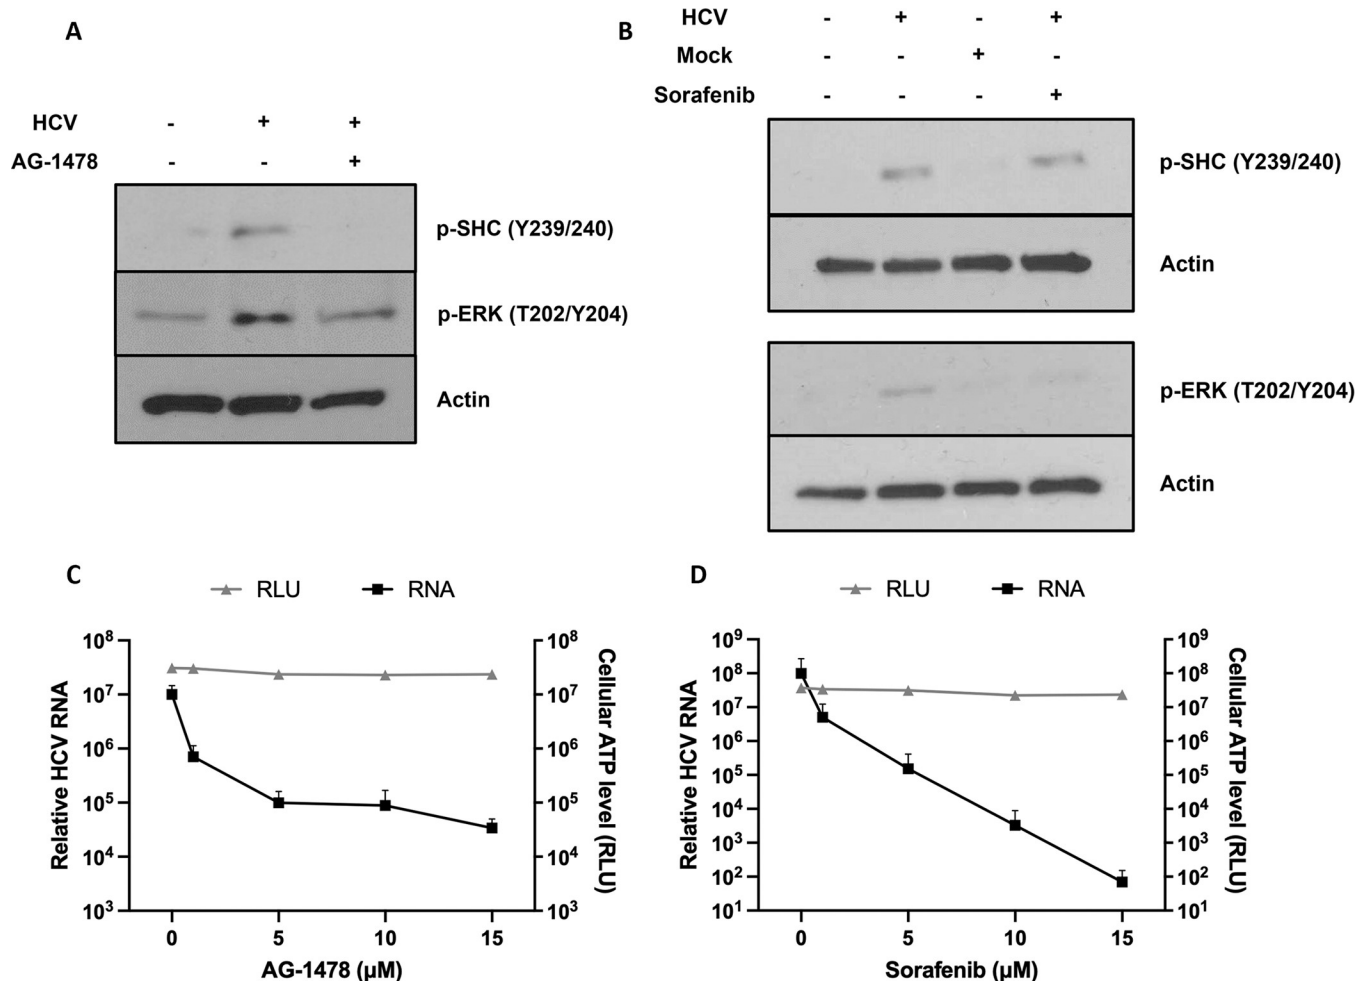 A
HCV - + +
AG-1478 - - +
p-SHC (Y239/240)
p-ERK (T202/Y204)
Actin
B
HCV - + - +
Mock - - + -
Sorafenib - - - +
p-SHC (Y239/240)
Actin
p-ERK (T202/Y204)
Actin
C
RLU RNA
Relative HCV RNA
10⁸
10⁷
10⁶
10⁵
10⁴
10³
10⁸
10⁷
10⁶
10⁵
10⁴
10³
Cellular ATP level (RLU)
0 5 10 15
AG-1478 (µM)
D
RLU RNA
Relative HCV RNA
10⁹
10⁸
10⁷
10⁶
10⁵
10⁴
10³
10²
10¹
10⁹
10⁸
10⁷
10⁶
10⁵
10⁴
10³
10²
10¹
Cellular ATP level (RLU)
0 5 10 15
Sorafenib (µM)